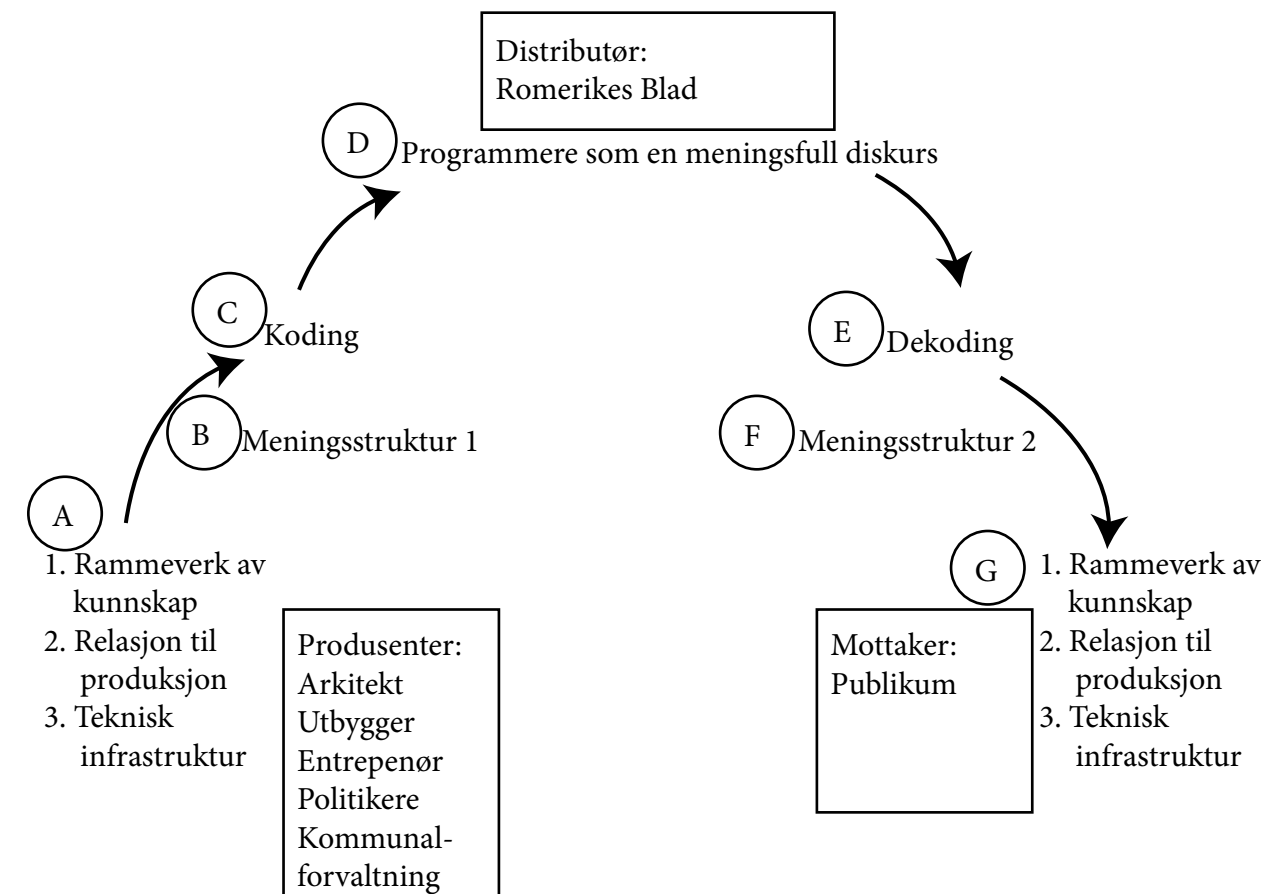 Distributør:
Romerikes Blad
D
Programmere som en meningsfull diskurs
C
Koding
E
Dekoding
B
Meningsstruktur 1
F
Meningsstruktur 2
A
1. Rammeverk av
kunnskap
2. Relasjon til
produksjon
3. Teknisk
infrastruktur
Produsenter:
Arkitekt
Utbygger
Entrepenør
Politikere
Kommunal-
forvaltning
G
1. Rammeverk av
kunnskap
2. Relasjon til
produksjon
3. Teknisk
infrastruktur
Mottaker:
Publikum